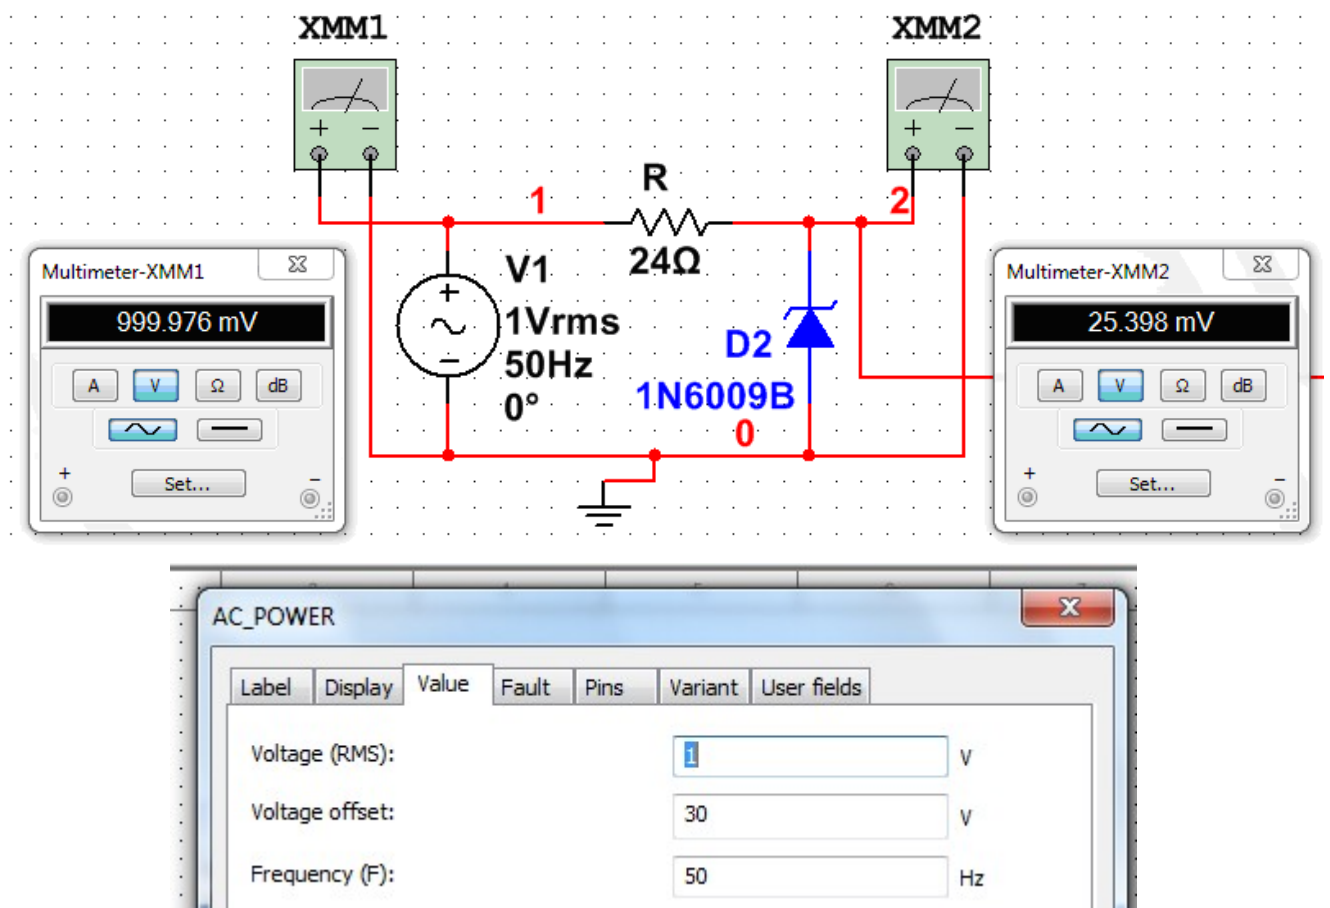 XMM1
XMM2
+ −
+ −
1
R
2
24Ω
Multimeter-XMM1
999.976 mV
A V Ω dB
Set...
+ −
V1
+
1Vrms
−
50Hz
0°
D2
1N6009B
0
Multimeter-XMM2
25.398 mV
A V Ω dB
Set...
+ −
AC_POWER
Label Display Value Fault Pins Variant User fields
Voltage (RMS): 1 V
Voltage offset: 30 V
Frequency (F): 50 Hz